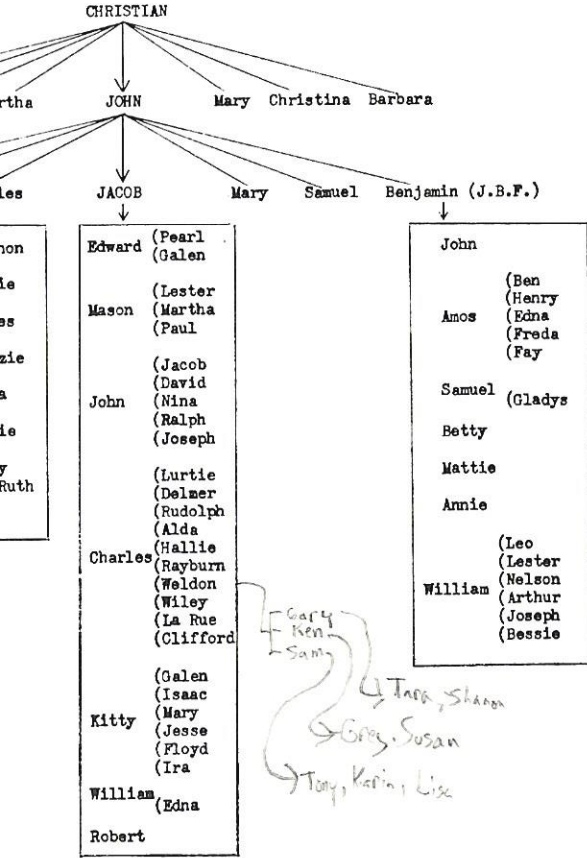 CHRISTIAN
rtha JOHN Mary Christina Barbara
les JACOB Mary Samuel Benjamin (J.B.F.)
non
ie
es
zie
a
ie
y
Ruth
Edward (Pearl
(Galen
(Lester
Mason (Martha
(Paul
(Jacob
(David
John (Nina
(Ralph
(Joseph
(Lurtie
(Delmer
(Rudolph
(Alda
Charles (Hallie
(Rayburn
(Weldon
(Wiley
(La Rue
(Clifford
(Galen
(Isaac
Kitty (Mary
(Jesse
(Floyd
(Ira
William (Edna
Robert
John
(Ben
(Henry
Amos (Edna
(Freda
(Fay
Samuel (Gladys
Betty
Mattie
Annie
(Leo
(Lester
William (Nelson
(Arthur
(Joseph
(Bessie
Gary
Ken
Sam
Tara, Shanon
Greg, Susan
Tony, Karin, Lisa